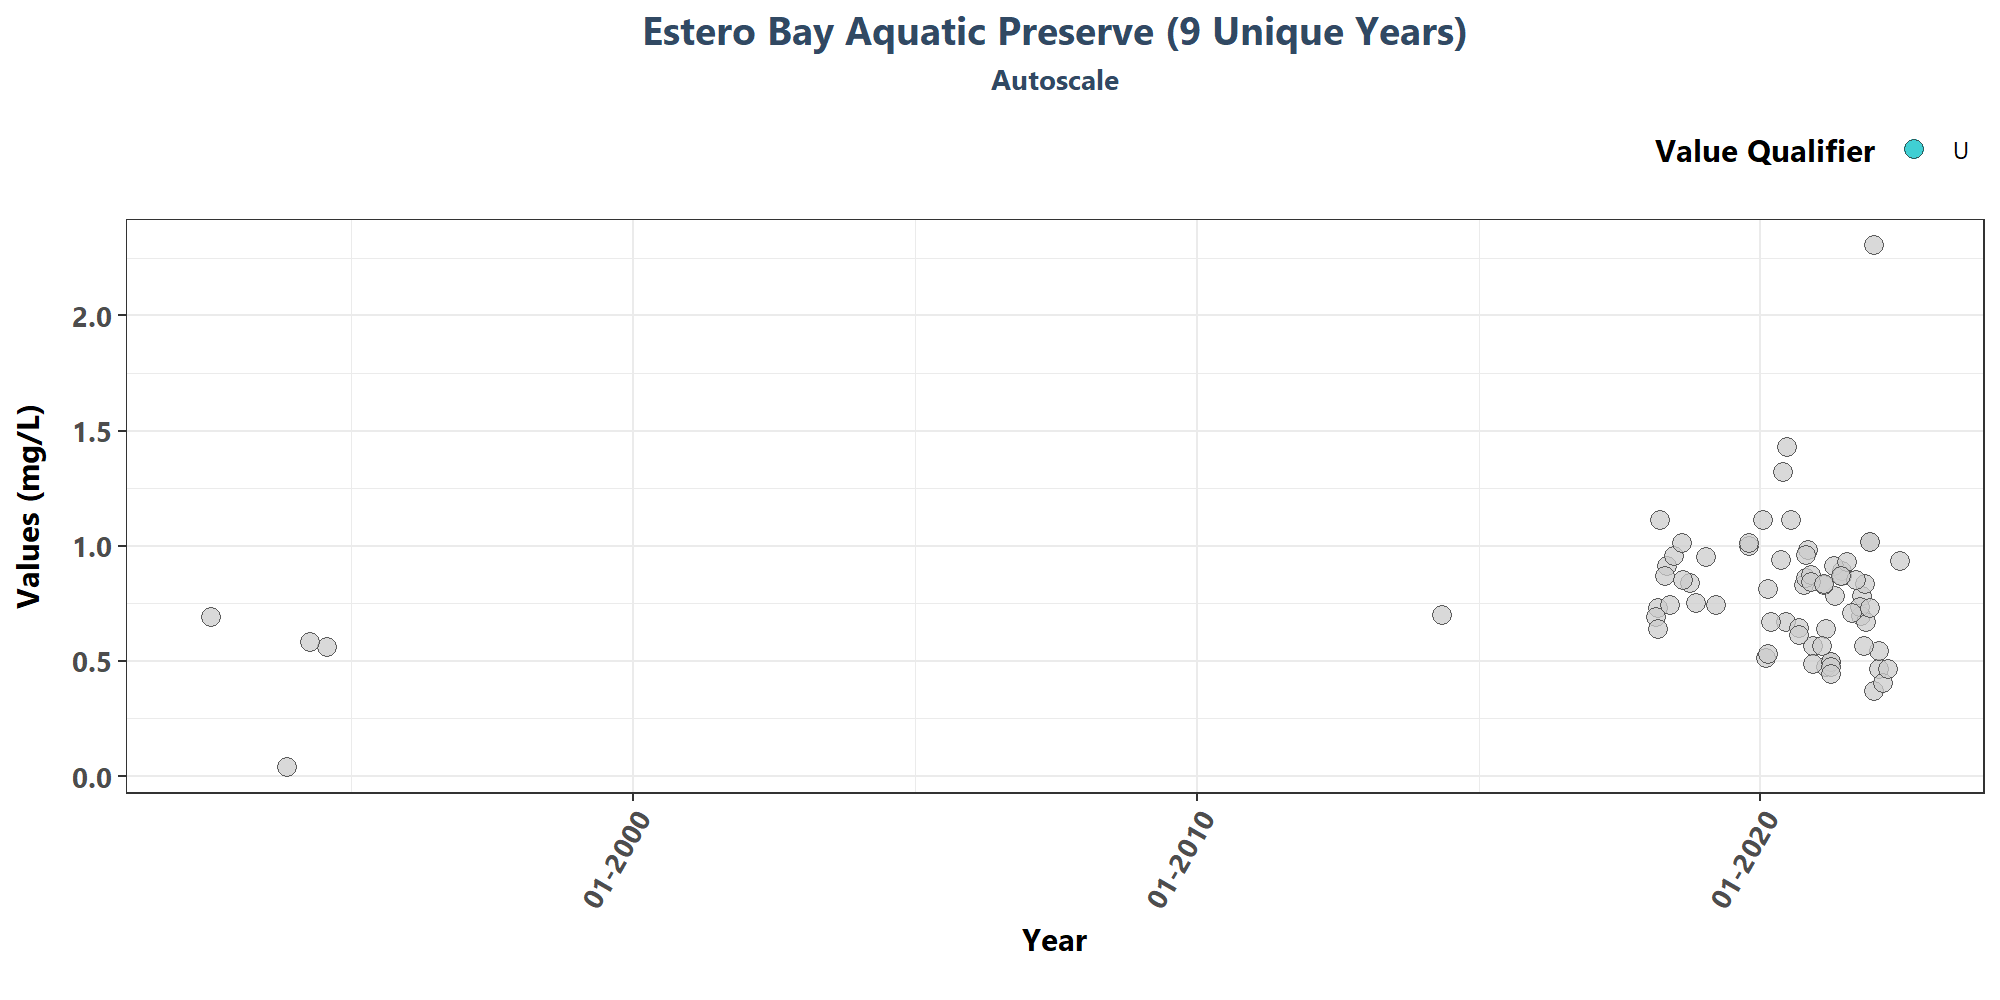 Estero Bay Aquatic Preserve (9 Unique Years)
Autoscale
Value Qualifier U
Values (mg/L)
2.0
1.5
1.0
0.5
0.0
01-2000 01-2010 01-2020
Year